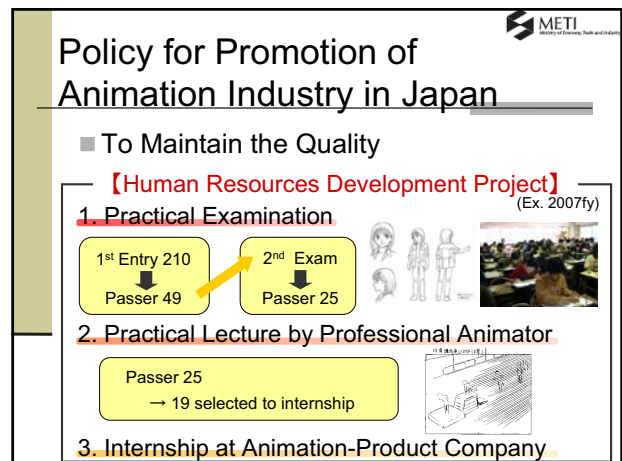 METI
Ministry of Economy, Trade and Industry
Policy for Promotion of
Animation Industry in Japan
To Maintain the Quality
【Human Resources Development Project】
(Ex. 2007fy)
1. Practical Examination
1st Entry 210
Passer 49
2nd Exam
Passer 25
2. Practical Lecture by Professional Animator
Passer 25
→ 19 selected to internship
3. Internship at Animation-Product Company